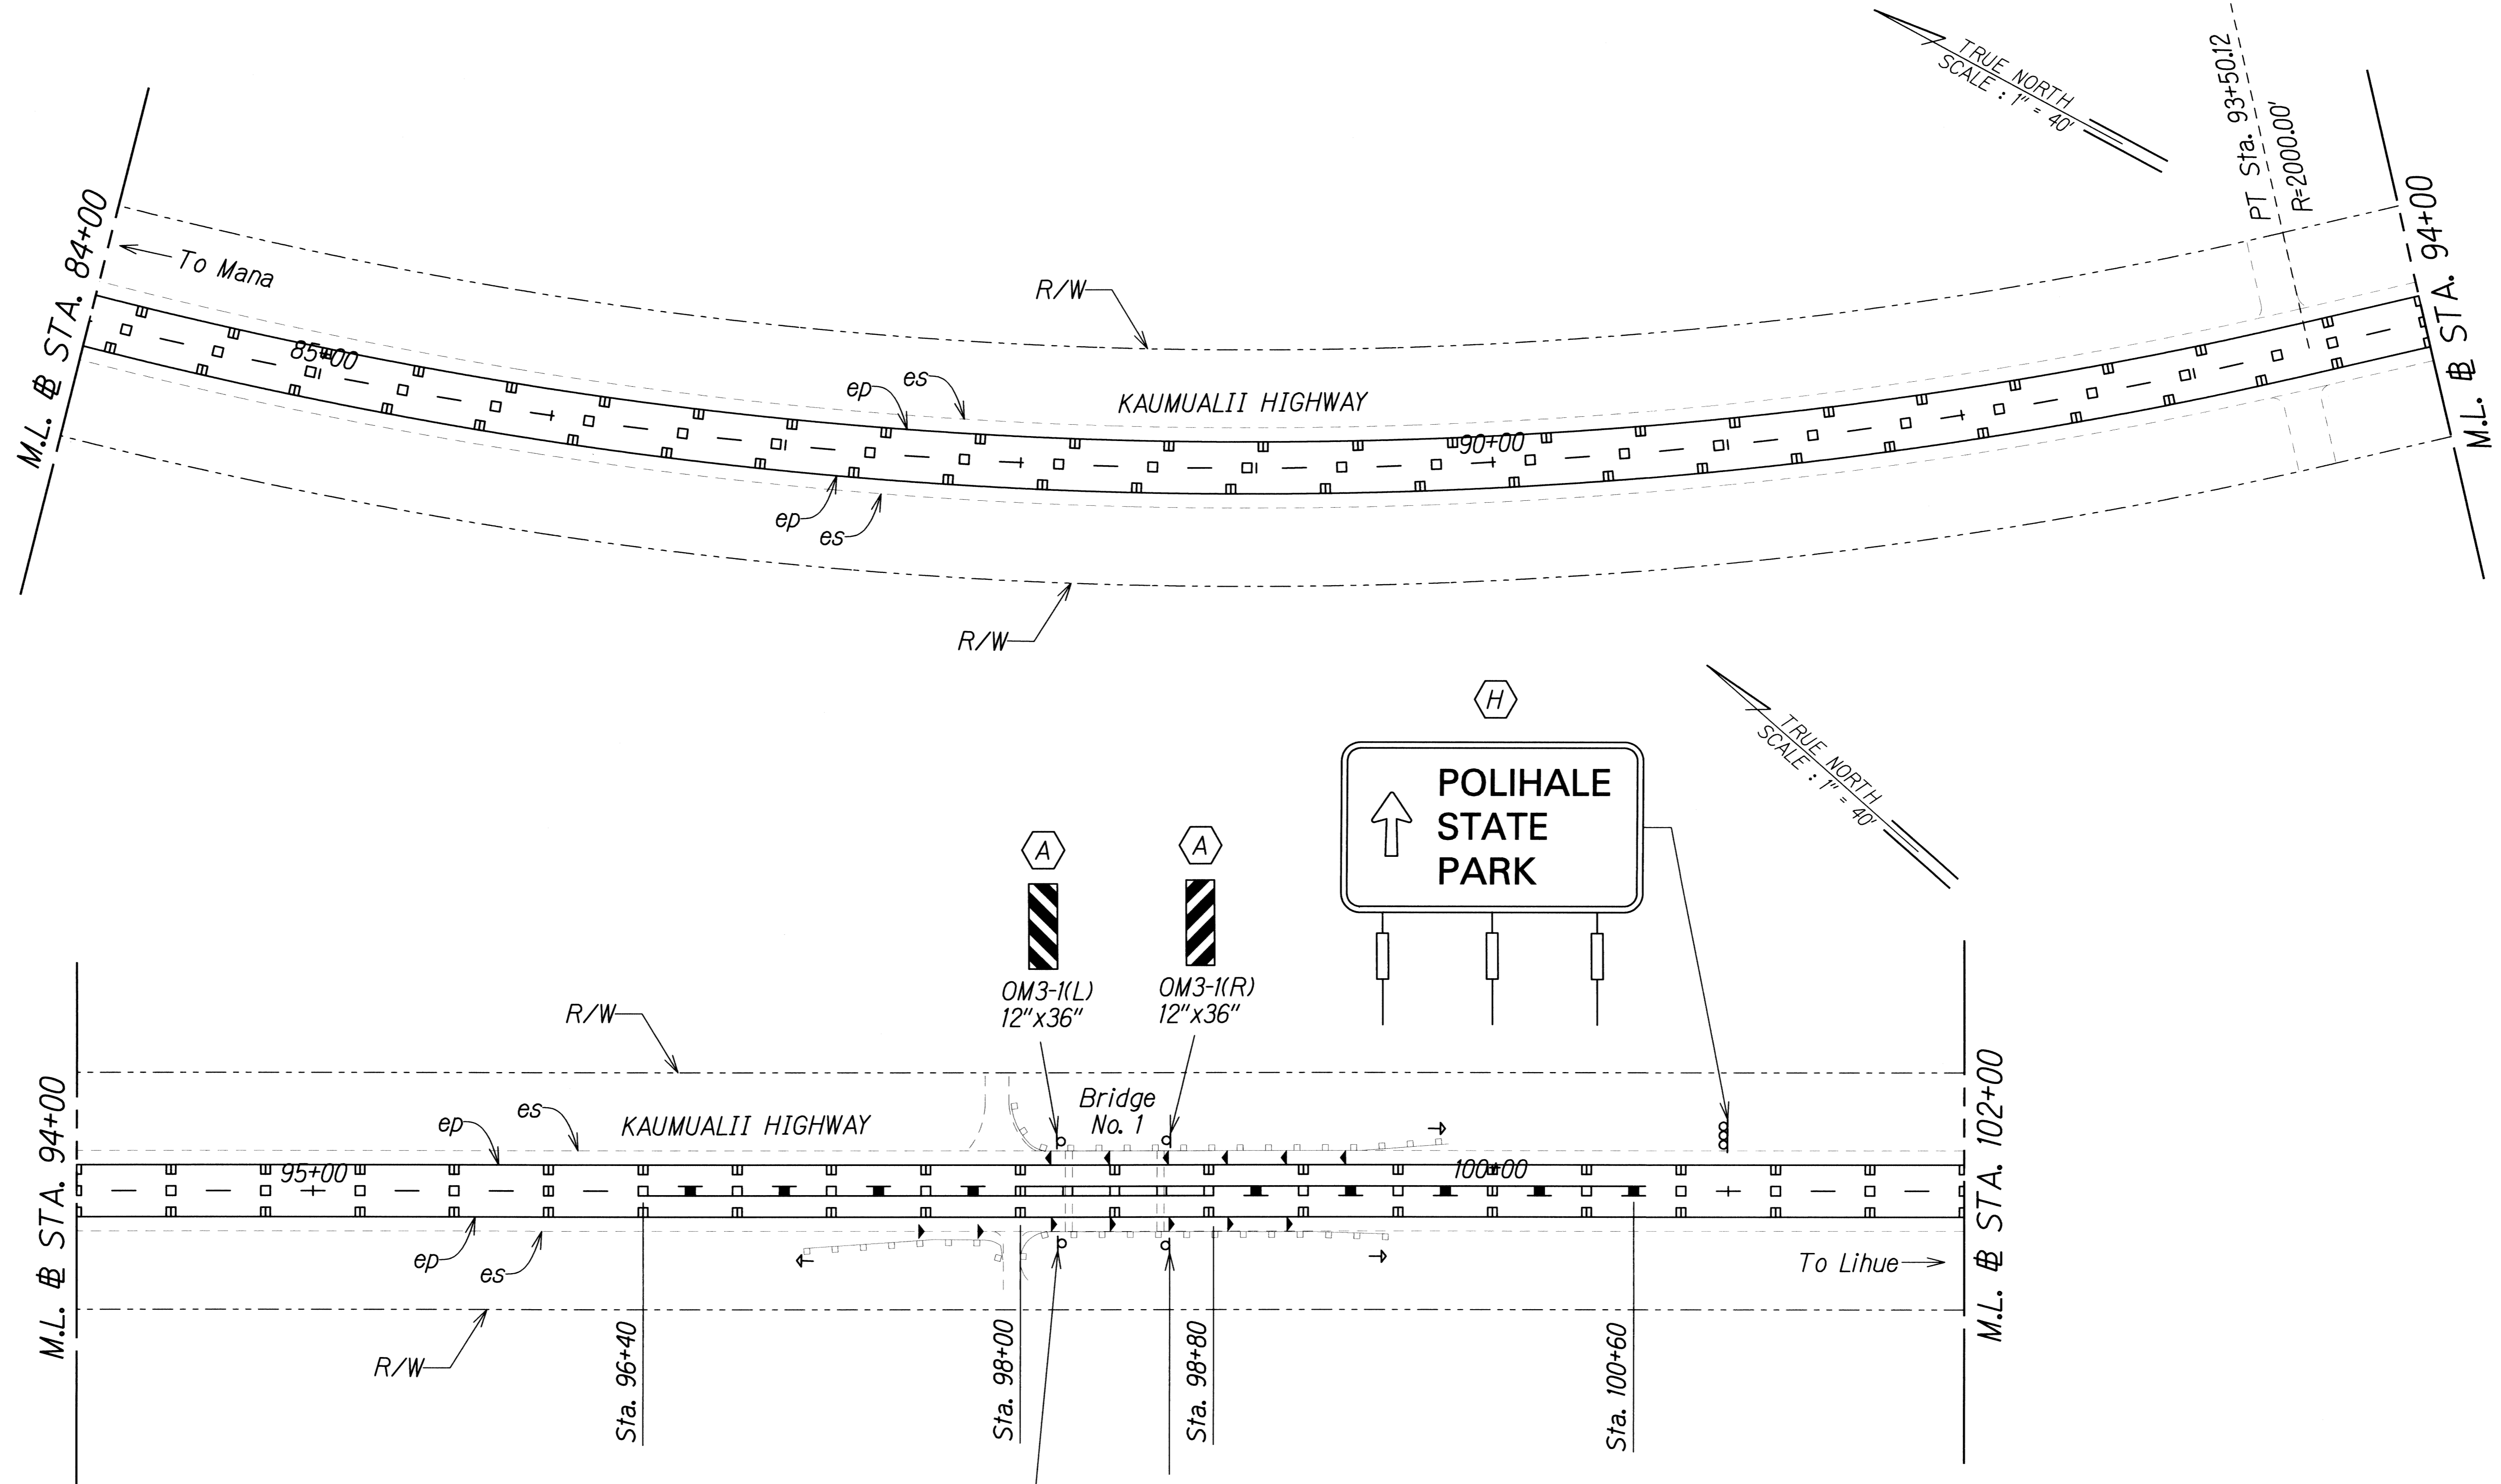 TRUE NORTH
SCALE : 1" = 40'
PT Sta. 93+50.12
R=2000.00'
M.L. BL STA. 84+00
To Mana
R/W
M.L. BL STA. 94+00
85+00
ep
es
KAUMUALII HIGHWAY
90+00
ep
es
R/W
H
TRUE NORTH
SCALE : 1" = 40'
POLIHALE
STATE
PARK
A
A
OM3-1(L)
12"x36"
OM3-1(R)
12"x36"
R/W
M.L. BL STA. 94+00
ep
es
KAUMUALII HIGHWAY
Bridge
No. 1
M.L. BL STA. 102+00
95+00
100+00
ep
es
To Lihue
R/W
Sta. 96+40
Sta. 98+00
Sta. 98+80
Sta. 100+60